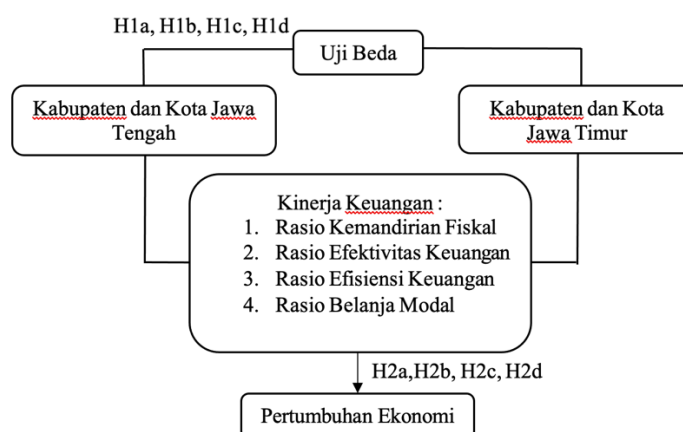 H1a, H1b, H1c, H1d
Uji Beda
Kabupaten dan Kota Jawa
Tengah
Kabupaten dan Kota
Jawa Timur
Kinerja Keuangan :
1. Rasio Kemandirian Fiskal
2. Rasio Efektivitas Keuangan
3. Rasio Efisiensi Keuangan
4. Rasio Belanja Modal
H2a,H2b, H2c, H2d
Pertumbuhan Ekonomi